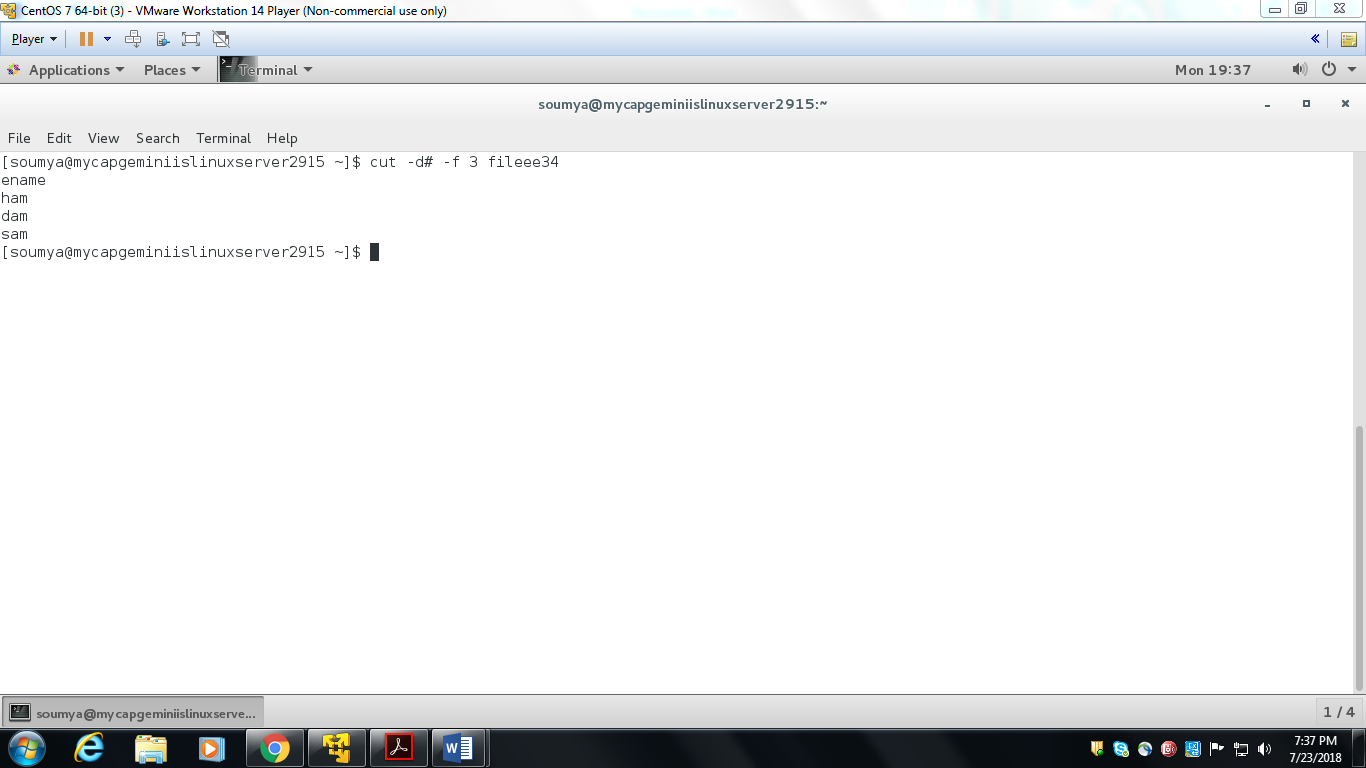 CentOS 7 64-bit (3) - VMware Workstation 14 Player (Non-commercial use only)
Player
Applications Places Terminal Mon 19:37
soumya@mycapgeminiislinuxserver2915:~
File Edit View Search Terminal Help
[soumya@mycapgeminiislinuxserver2915 ~]$ cut -d# -f 3 fileee34
ename
ham
dam
sam
[soumya@mycapgeminiislinuxserver2915 ~]$
soumya@mycapgeminiislinuxserve... 1 / 4
7:37 PM
7/23/2018